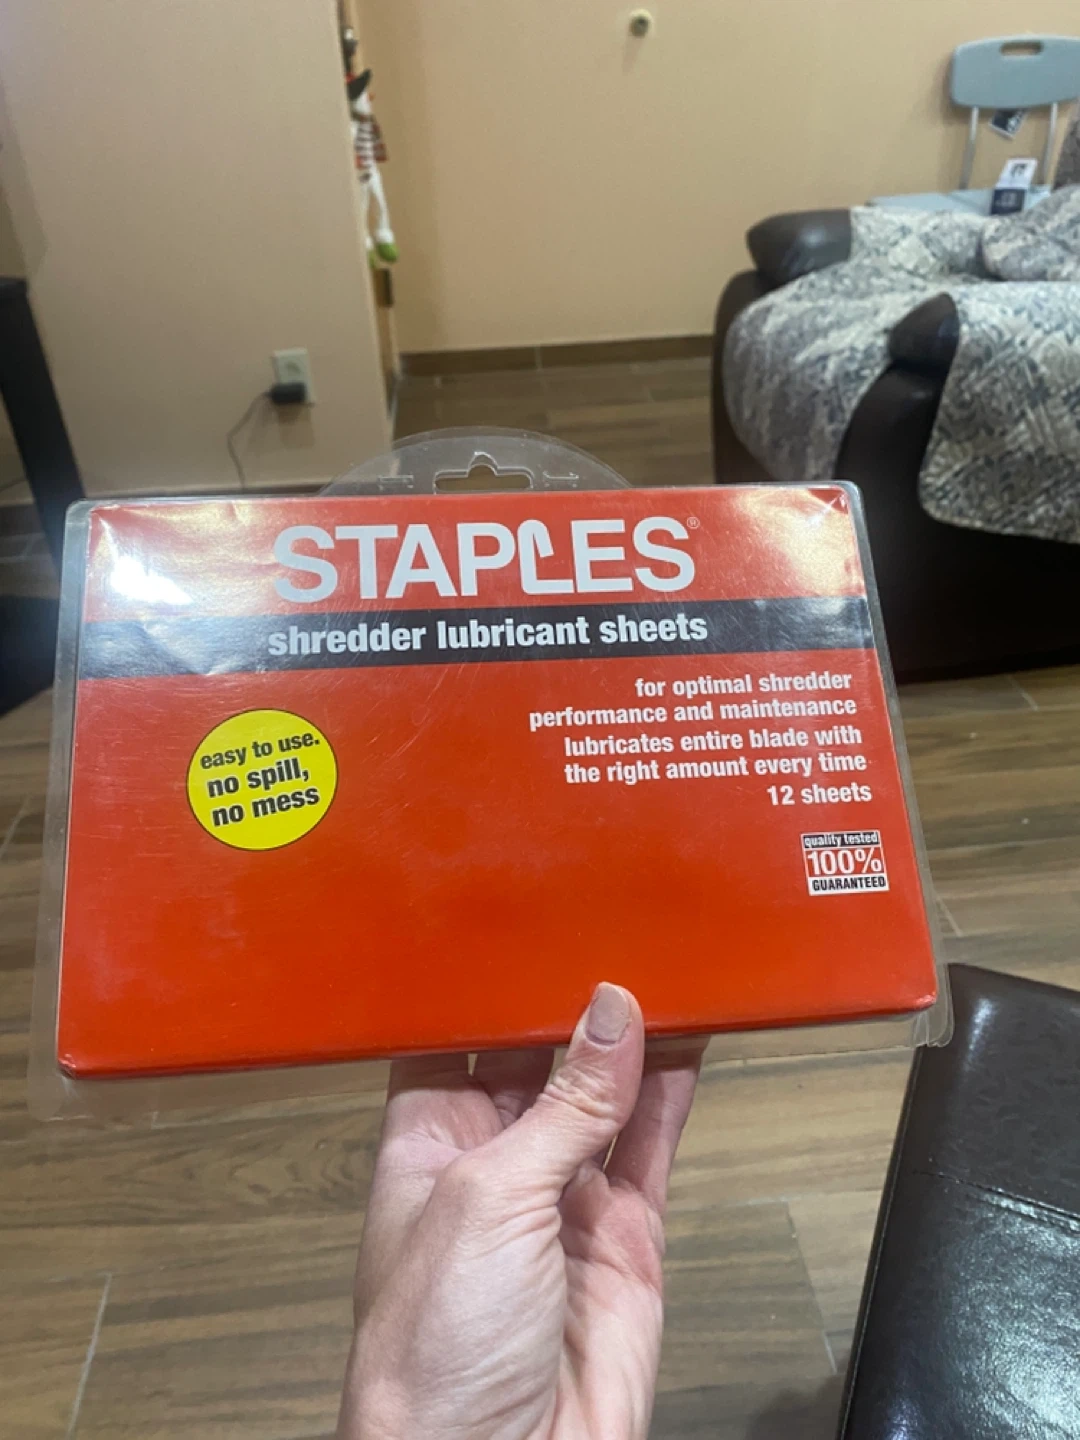 STAPLES®
shredder lubricant sheets
for optimal shredder
performance and maintenance
lubricates entire blade with
the right amount every time
12 sheets
easy to use.
no spill,
no mess
quality tested
100%
GUARANTEED